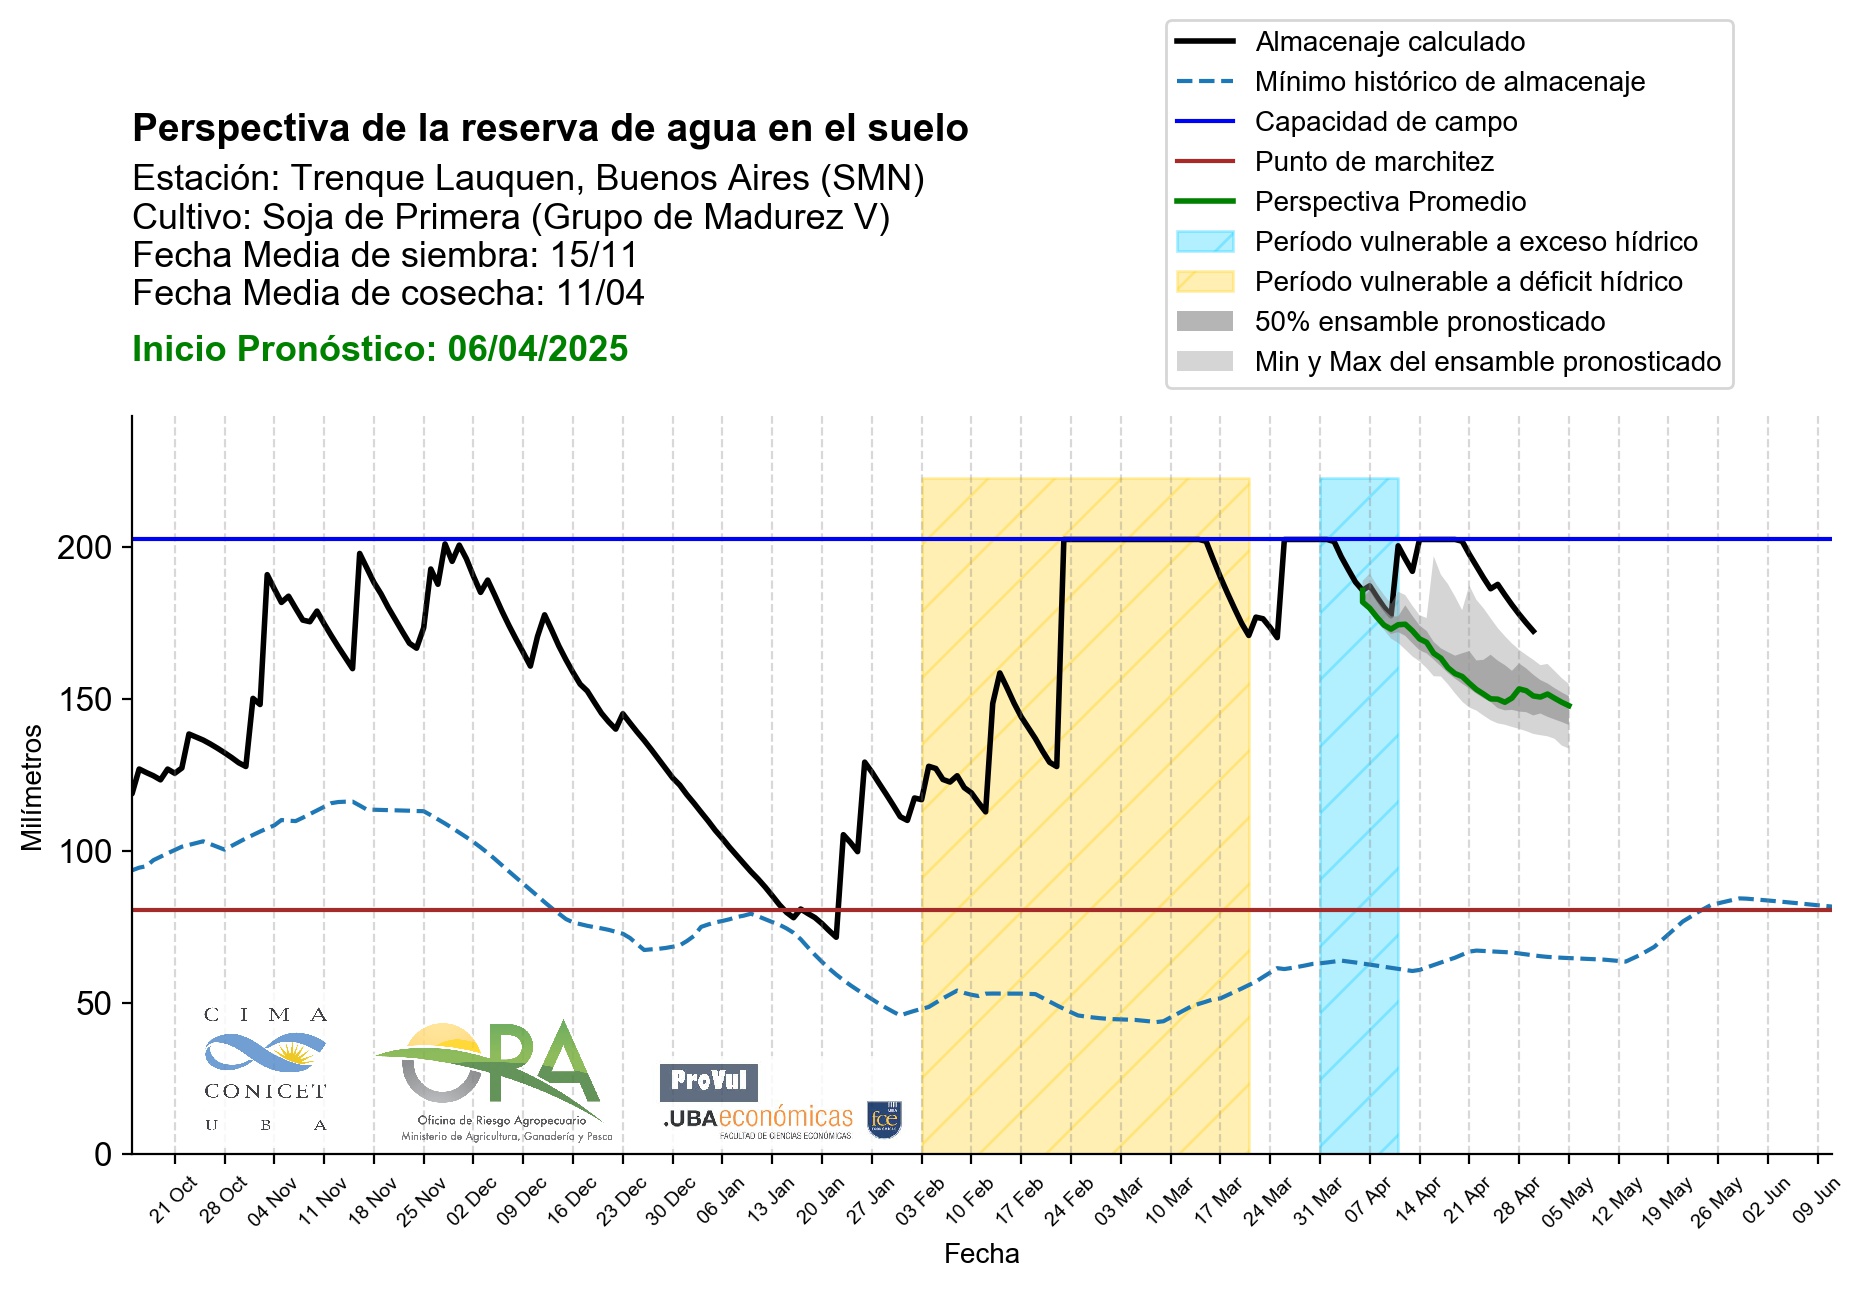 Almacenaje calculado
Mínimo histórico de almacenaje
Capacidad de campo
Punto de marchitez
Perspectiva Promedio
Período vulnerable a exceso hídrico
Período vulnerable a déficit hídrico
50% ensamble pronosticado
Min y Max del ensamble pronosticado
Perspectiva de la reserva de agua en el suelo
Estación: Trenque Lauquen, Buenos Aires (SMN)
Cultivo: Soja de Primera (Grupo de Madurez V)
Fecha Media de siembra: 15/11
Fecha Media de cosecha: 11/04
Inicio Pronóstico: 06/04/2025
200
150
100
50
0
Milímetros
CIMA
CONICET
UBA
ORA
Oficina de Riesgo Agropecuario
Ministerio de Agricultura, Ganadería y Pesca
ProVul
.UBAeconómicas
FACULTAD DE CIENCIAS ECONÓMICAS
UBA
fce
ECONÓMICAS
21 Oct
28 Oct
04 Nov
11 Nov
18 Nov
25 Nov
02 Dec
09 Dec
16 Dec
23 Dec
30 Dec
06 Jan
13 Jan
20 Jan
27 Jan
03 Feb
10 Feb
17 Feb
24 Feb
03 Mar
10 Mar
17 Mar
24 Mar
31 Mar
07 Apr
14 Apr
21 Apr
28 Apr
05 May
12 May
19 May
26 May
02 Jun
09 Jun
Fecha